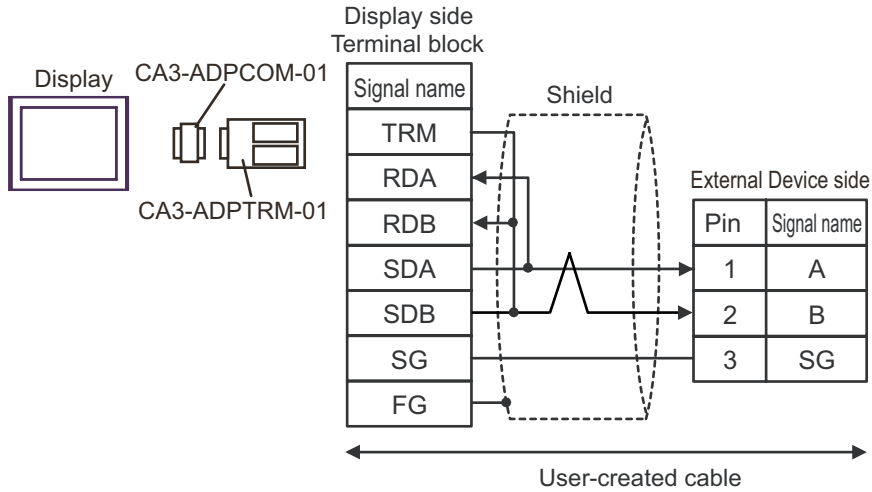 Display side
Terminal block
Display
CA3-ADPCOM-01
CA3-ADPTRM-01
Signal name
TRM
RDA
RDB
SDA
SDB
SG
FG
Shield
External Device side
Pin Signal name
1 A
2 B
3 SG
User-created cable